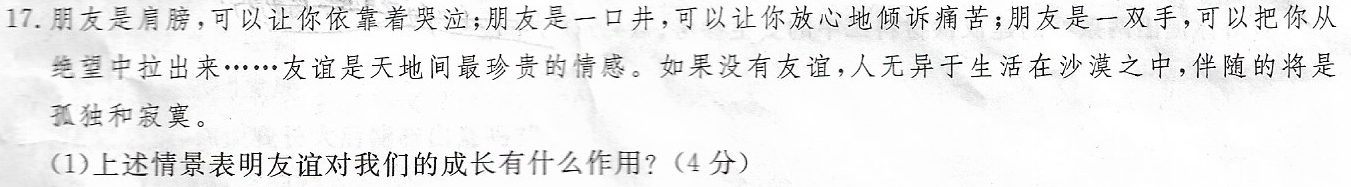 17. 朋友是肩膀，可以让你依靠着哭泣；朋友是一口井，可以让你放心地倾诉痛苦；朋友是一双手，可以把你从
绝望中拉出来……友谊是天地间最珍贵的情感。如果没有友谊，人无异于生活在沙漠之中，伴随的将是
孤独和寂寞。
(1)上述情景表明友谊对我们的成长有什么作用？（4分）